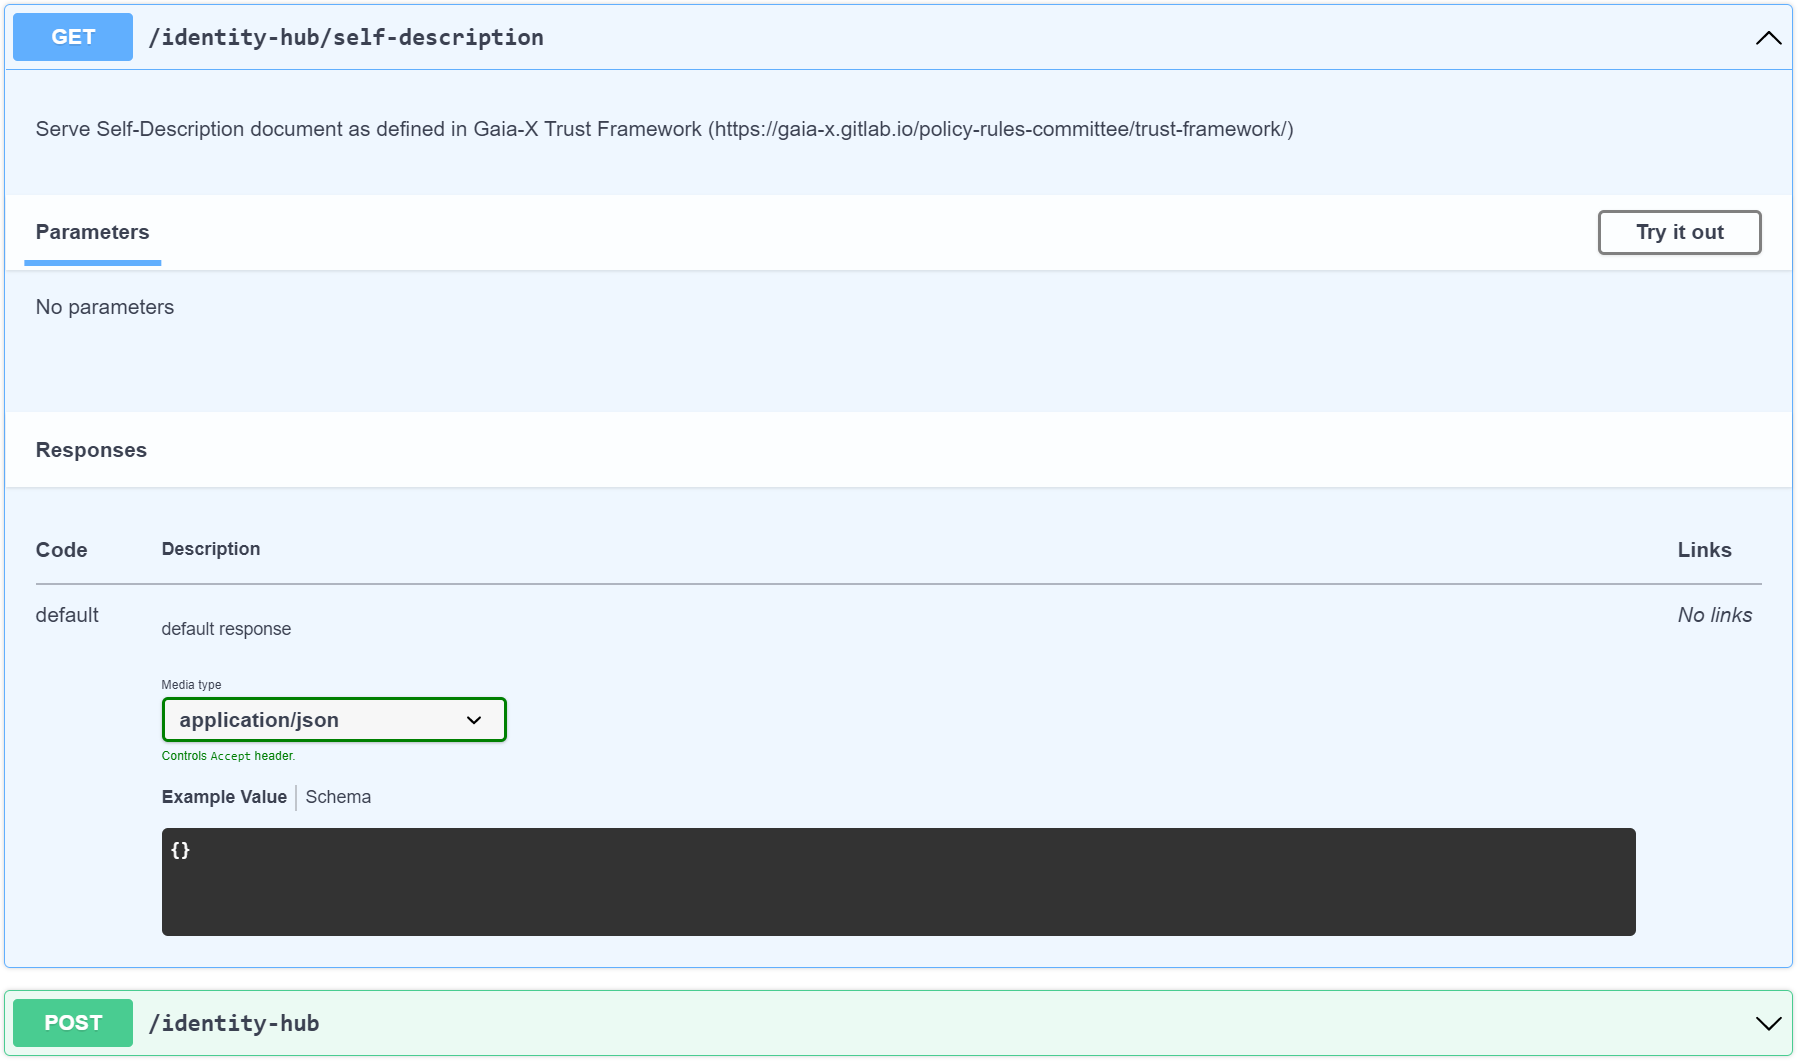 GET /identity-hub/self-description
Serve Self-Description document as defined in Gaia-X Trust Framework (https://gaia-x.gitlab.io/policy-rules-committee/trust-framework/)
Parameters Try it out
No parameters
Responses
Code Description Links
default default response No links
Media type
application/json
Controls Accept header.
Example Value Schema
{}
POST /identity-hub